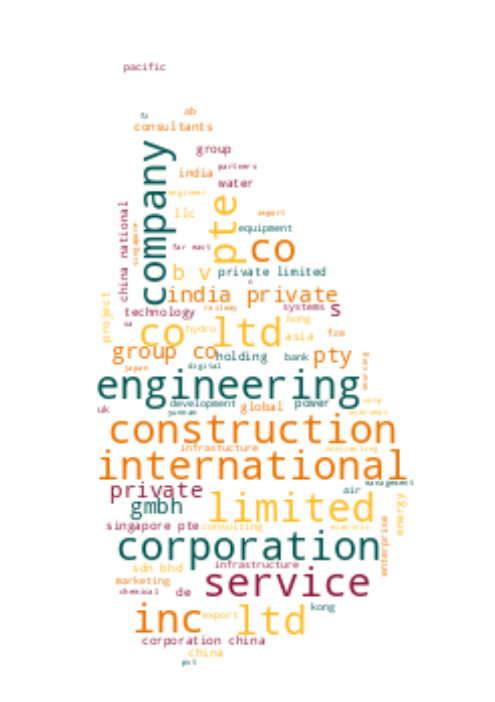 pacific
ab
consultants
company
group
partners
india
water
engineer
china national
singapore
llc
pte
import
equipment
far east
co
b v
private limited
c
india private
project
railway
technology
systems
s
co
hydro
ltd
hong
asia
fze
group co
holding
bank
pty
japan
digital
engineering
development
power
corp
yunnan
global
overseas
uk
construction
infrastucture
contracting
international
private
air
management
gmbh
limited
energy
singapore pte
consulting
electric
enterprise
corporation
sdn bhd
infrastructure
marketing
service
chemical
de
kong
inc
export
ltd
corporation china
china
pvt